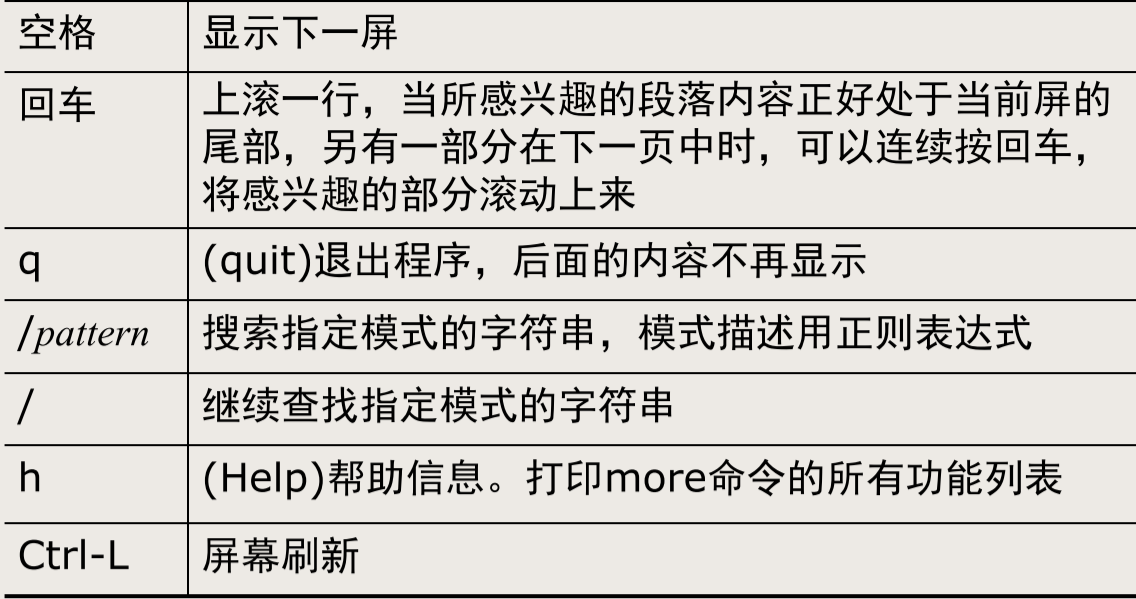 空格 显示下一屏
回车 上滚一行，当所感兴趣的段落内容正好处于当前屏的
尾部，另有一部分在下一页中时，可以连续按回车，
将感兴趣的部分滚动上来
q (quit)退出程序，后面的内容不再显示
/pattern 搜索指定模式的字符串，模式描述用正则表达式
/ 继续查找指定模式的字符串
h (Help)帮助信息。打印more命令的所有功能列表
Ctrl-L 屏幕刷新